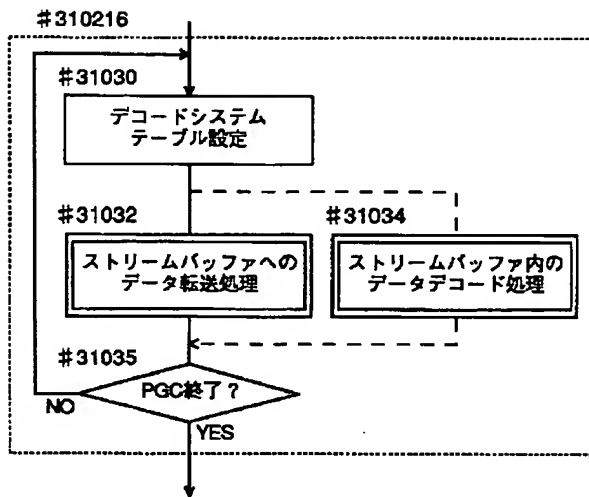 #310216
#31030
デコードシステム
テーブル設定
#31032
#31034
ストリームバッファへの
データ転送処理
ストリームバッファ内の
データデコード処理
#31035
PGC終了?
NO
YES